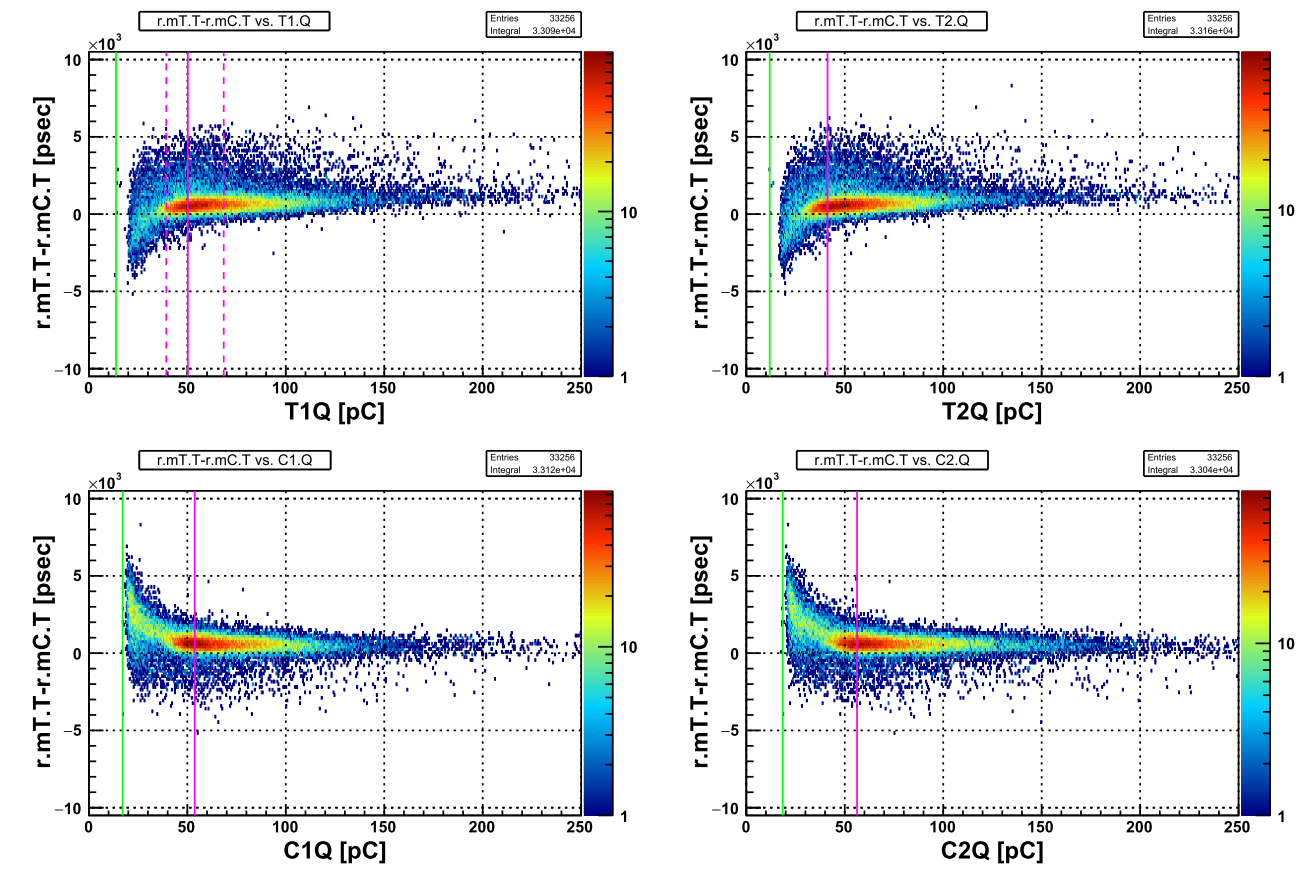 r.mT.T-r.mC.T vs. T1.Q
Entries 33256
Integral 3.309e+04
×10³
r.mT.T-r.mC.T [psec]
10
5
0
−5
−10
0 50 100 150 200 250
T1Q [pC]
10
1
r.mT.T-r.mC.T vs. T2.Q
Entries 33256
Integral 3.316e+04
×10³
r.mT.T-r.mC.T [psec]
10
5
0
−5
−10
0 50 100 150 200 250
T2Q [pC]
10
1
r.mT.T-r.mC.T vs. C1.Q
Entries 33256
Integral 3.312e+04
×10³
r.mT.T-r.mC.T [psec]
10
5
0
−5
−10
0 50 100 150 200 250
C1Q [pC]
10
1
r.mT.T-r.mC.T vs. C2.Q
Entries 33256
Integral 3.304e+04
×10³
r.mT.T-r.mC.T [psec]
10
5
0
−5
−10
0 50 100 150 200 250
C2Q [pC]
10
1